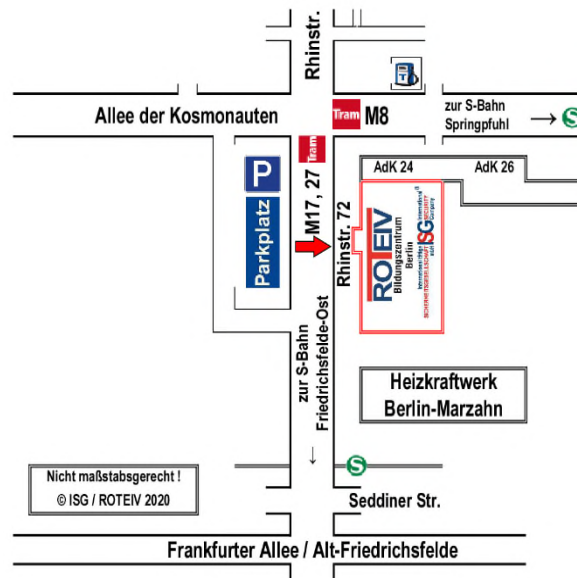 Rhinstr.
T
Allee der Kosmonauten
Tram
M8
zur S-Bahn
Springpfuhl
→
S
Tram
M17, 27
AdK 24
AdK 26
P
Parkplatz
Rhinstr. 72
ROTEIV
Bildungszentrum
Berlin
ISG
SICHERHEITSGESELLSCHAFT
zur S-Bahn
Friedrichsfelde-Ost
→
Heizkraftwerk
Berlin-Marzahn
S
Nicht maßstabsgerecht !
© ISG / ROTEIV 2020
Seddiner Str.
Frankurter Allee / Alt-Friedrichsfelde